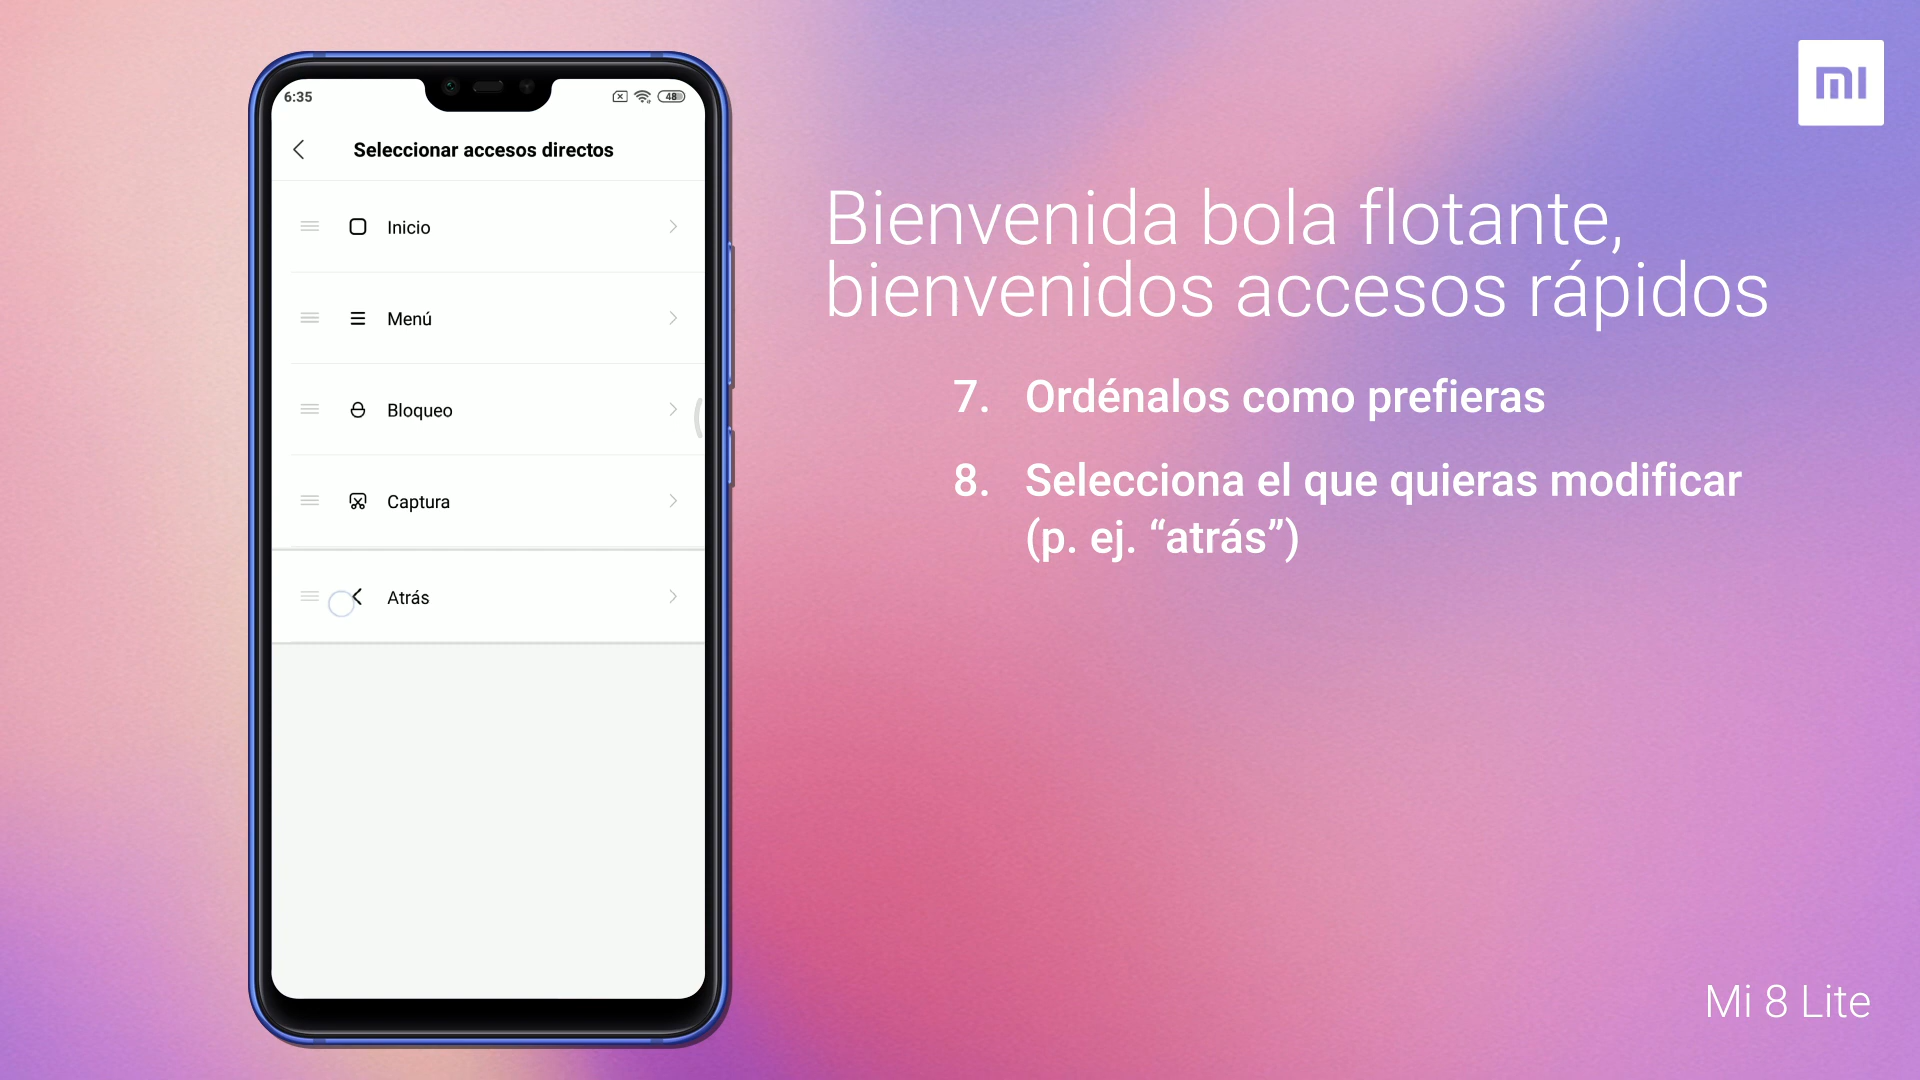 6:35
48
Seleccionar accesos directos
Inicio
Menú
Bloqueo
Captura
Atrás
mi
Bienvenida bola flotante,
bienvenidos accesos rápidos
7. Ordénalos como prefieras
8. Selecciona el que quieras modificar
(p. ej. “atrás”)
Mi 8 Lite